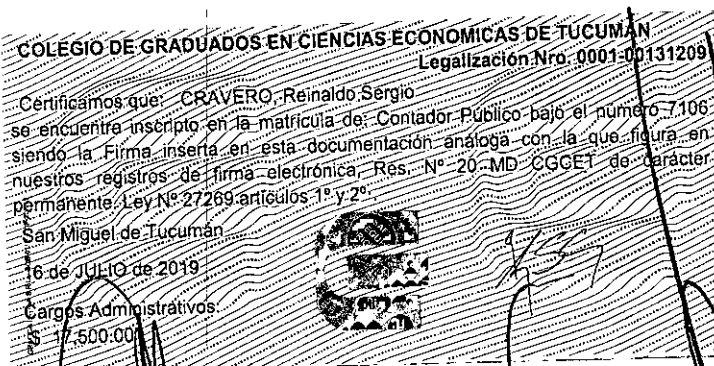 COLEGIO DE GRADUADOS EN CIENCIAS ECONOMICAS DE TUCUMÁN
Legalización Nro. 0001-00131209
Certificamos que: CRAVERO, Reinaldo Sergio
se encuentra inscripto en la matrícula de: Contador Público bajo el número 7106
siendo la Firma inserta en esta documentación análoga con la que figura en
nuestros registros de firma electrónica, Res. Nº 20 MD CGCET de carácter
permanente. Ley Nº 27269 artículos 1º y 2º.
San Miguel de Tucumán
16 de JULIO de 2019
Cargos Administrativos:
$ 17.500.00